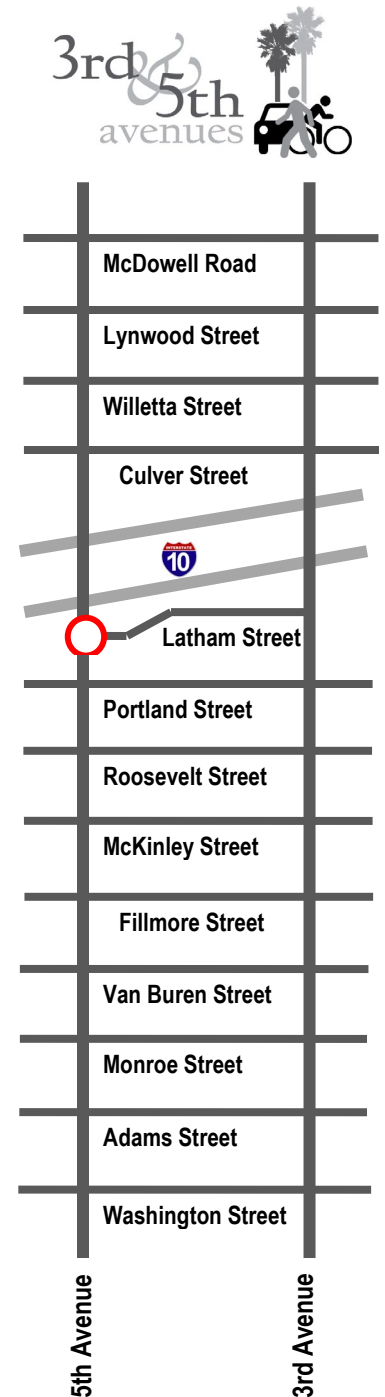 3rd &
5th
avenues
McDowell Road
Lynwood Street
Willetta Street
Culver Street
INTERSTATE
10
Latham Street
Portland Street
Roosevelt Street
McKinley Street
Fillmore Street
Van Buren Street
Monroe Street
Adams Street
Washington Street
5th Avenue
3rd Avenue